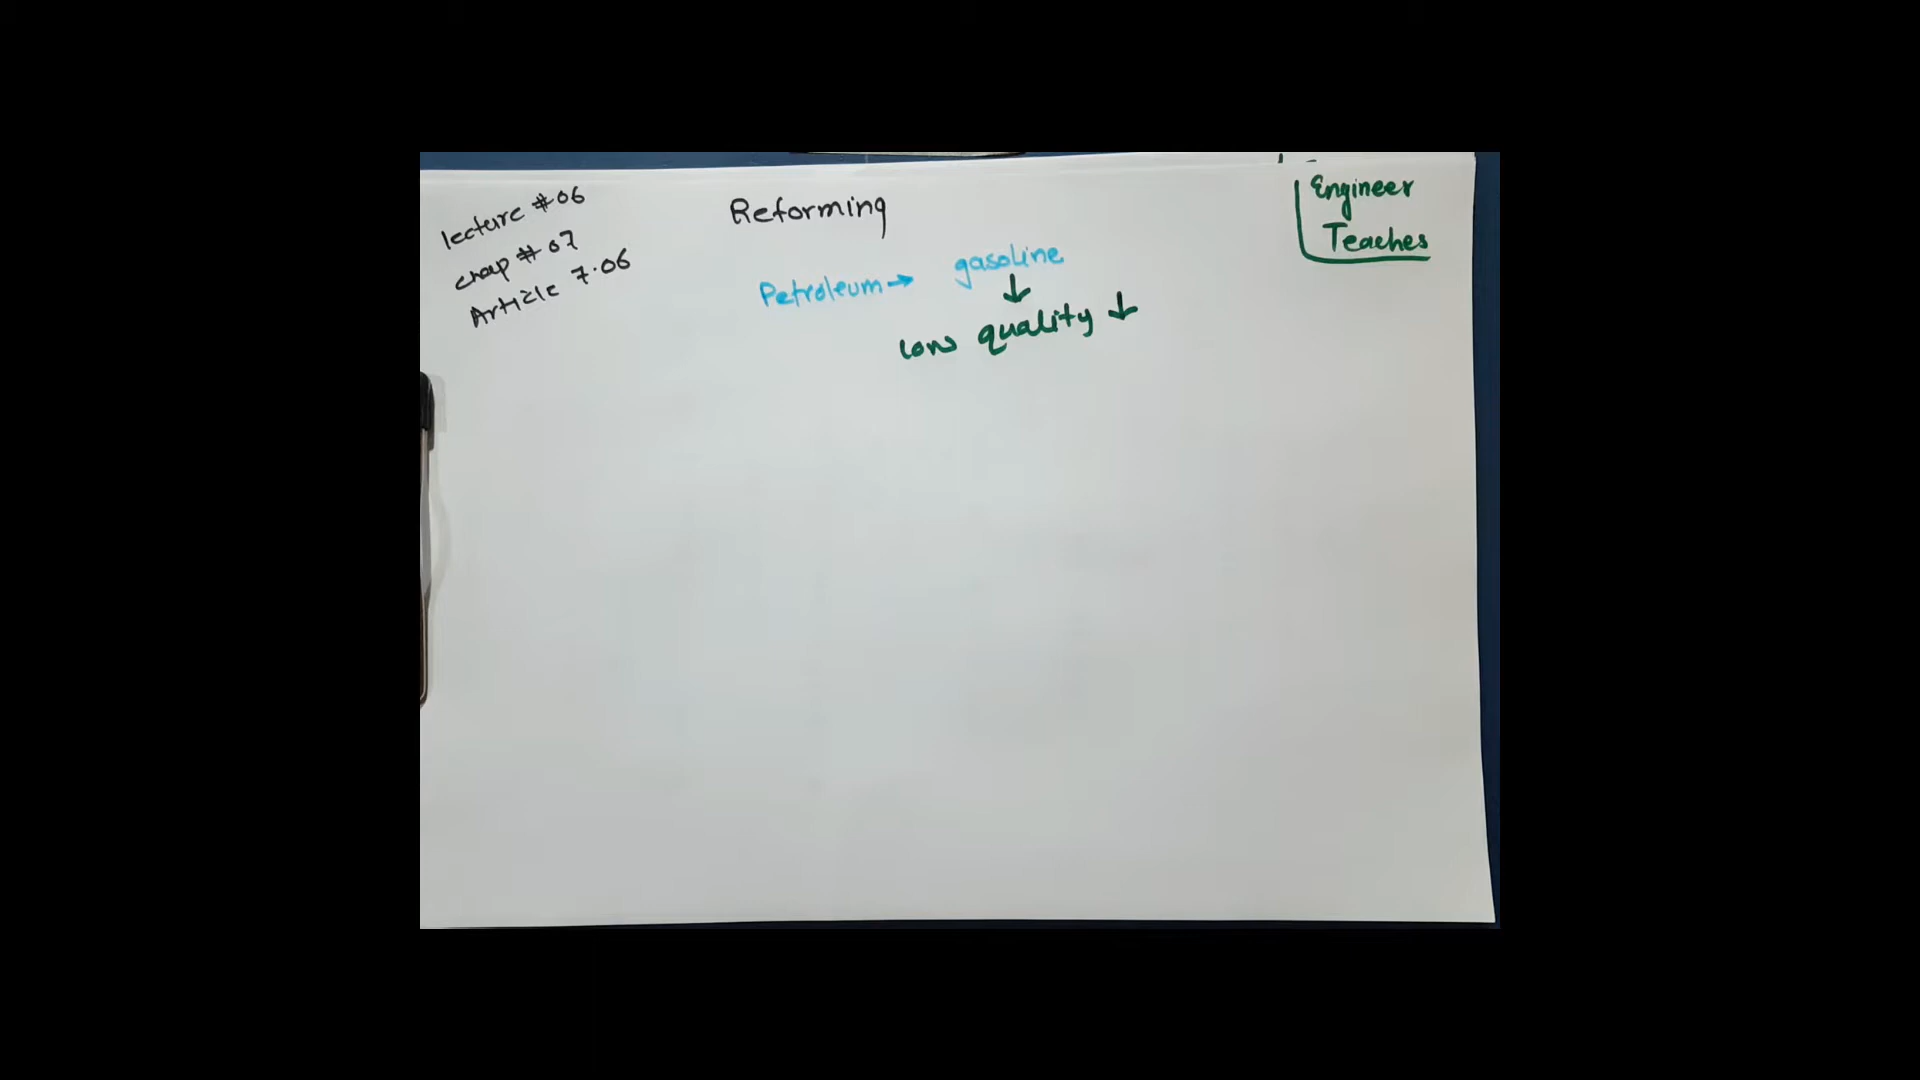 lecture #06
chap #07
Article 7.06
Reforming
Petroleum → gasoline
↓
low quality ↓
Engineer
Teaches